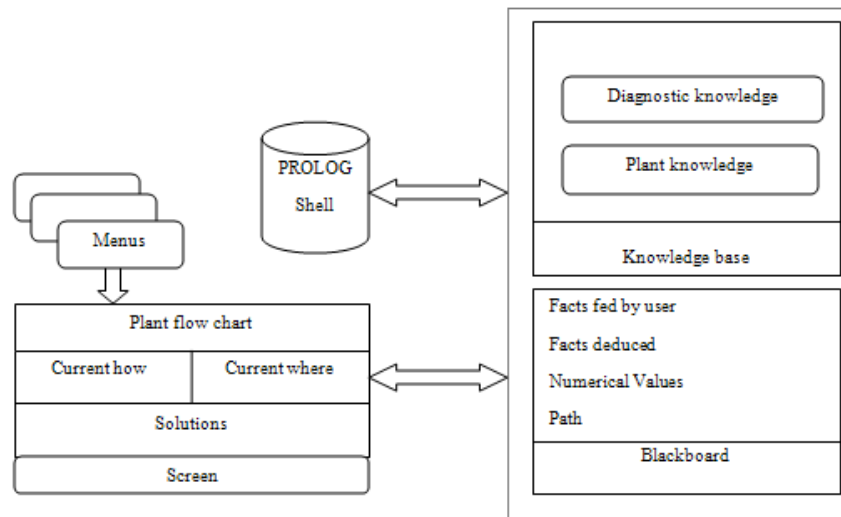 Diagnostic knowledge
Plant knowledge
Knowledge base
PROLOG
Shell
Menus
Plant flow chart
Current how
Current where
Solutions
Screen
Facts fed by user
Facts deduced
Numerical Values
Path
Blackboard